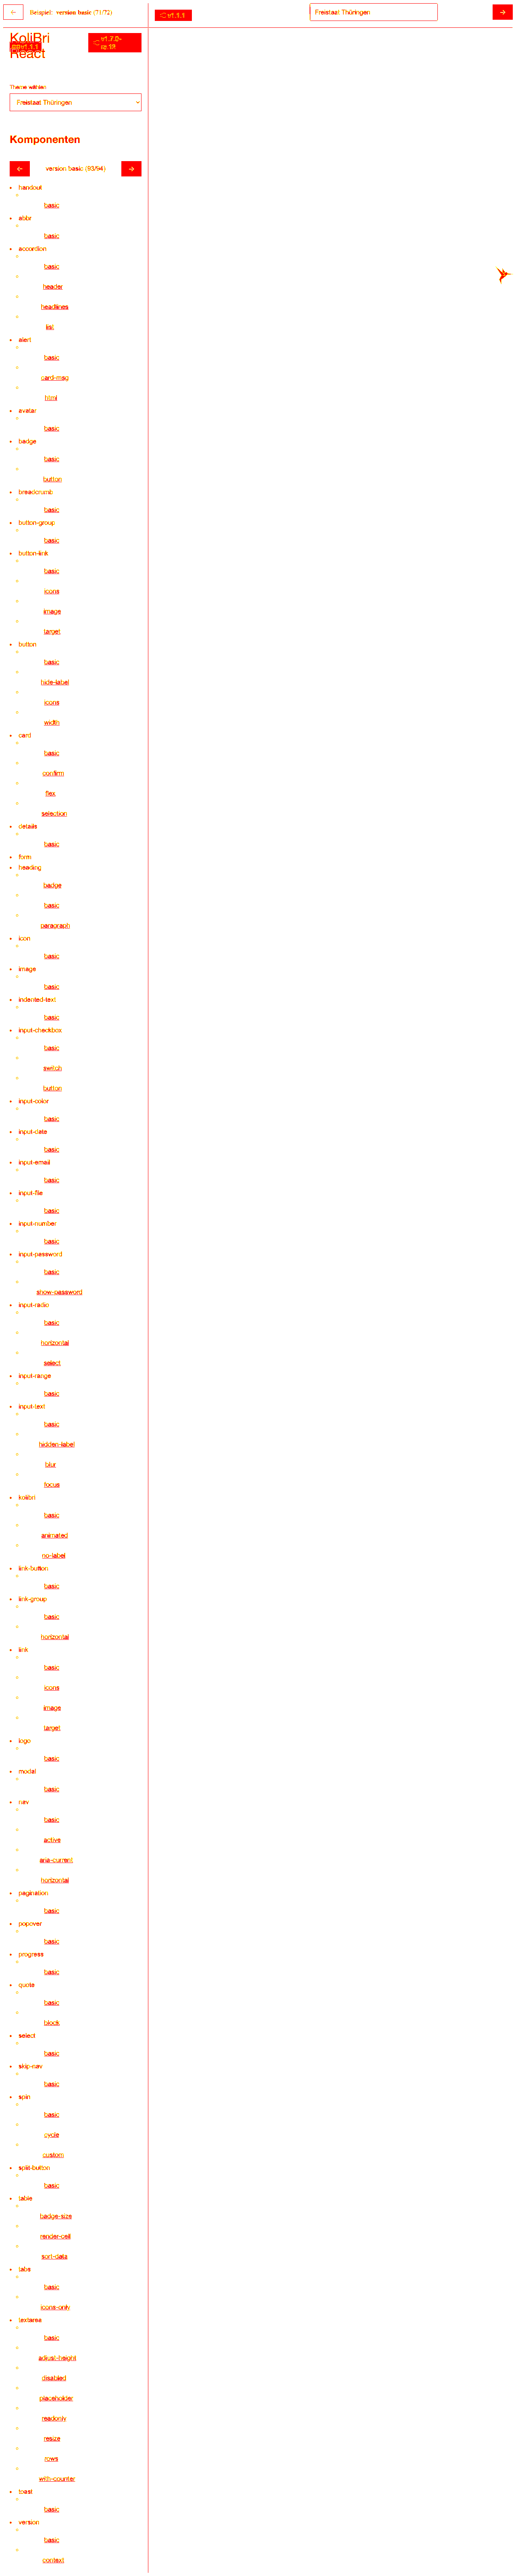 Beispiel: version basic (71/72)
v1.1.1
Freistaat Thüringen
KoliBri
React
v1.7.0-
rc.13
Theme wählen
Freistaat Thüringen
Komponenten
version basic (93/94)
handout
basic
abbr
basic
accordion
basic
header
headlines
list
alert
basic
card-msg
html
avatar
basic
badge
basic
button
breadcrumb
basic
button-group
basic
button-link
basic
icons
image
target
button
basic
hide-label
icons
width
card
basic
confirm
flex
selection
details
basic
form
heading
badge
basic
paragraph
icon
basic
image
basic
indented-text
basic
input-checkbox
basic
switch
button
input-color
basic
input-date
basic
input-email
basic
input-file
basic
input-number
basic
input-password
basic
show-password
input-radio
basic
horizontal
select
input-range
basic
input-text
basic
hidden-label
blur
focus
kolibri
basic
animated
no-label
link-button
basic
link-group
basic
horizontal
link
basic
icons
image
target
logo
basic
modal
basic
nav
basic
active
aria-current
horizontal
pagination
basic
popover
basic
progress
basic
quote
basic
block
select
basic
skip-nav
basic
spin
basic
cycle
custom
split-button
basic
table
badge-size
render-cell
sort-data
tabs
basic
icons-only
textarea
basic
adjust-height
disabled
placeholder
readonly
resize
rows
with-counter
toast
basic
version
basic
context